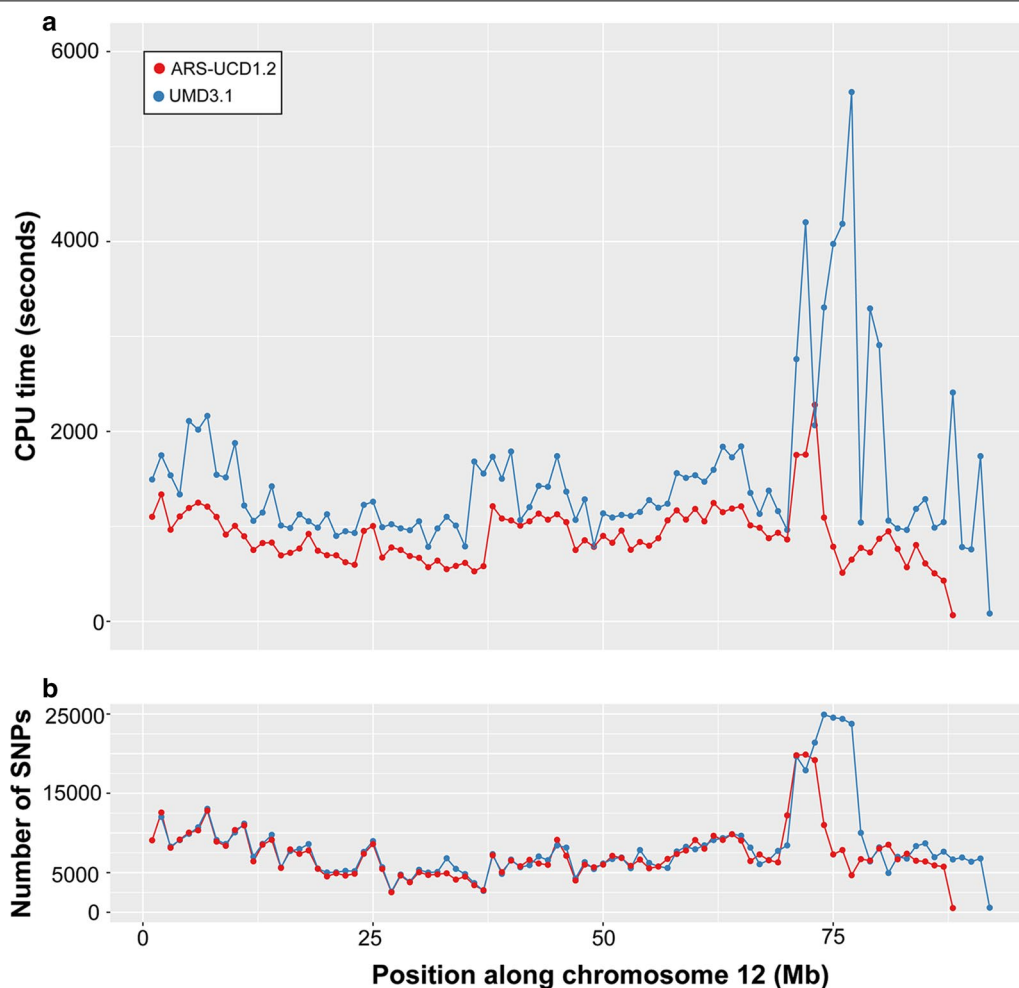 a
6000
ARS-UCD1.2
UMD3.1
4000
CPU time (seconds)
2000
0
b
25000
Number of SNPs
15000
5000
0
0 25 50 75
Position along chromosome 12 (Mb)